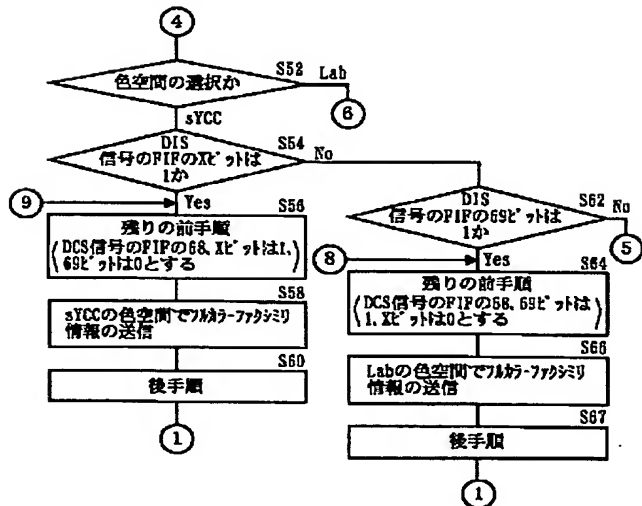 4
S52
色空間の選択か
Lab
6
sYCC
S54
DIS
信号のFIFのXビットは
1か
No
9
Yes
S56
残りの前手順
DCS信号のFIFの68、Xビットは1、
69ビットは0とする
S58
sYCCの色空間でフルカラーファクシミリ
情報の送信
S60
後手順
1
S62
DIS
信号のFIFの69ビットは
1か
No
5
8
Yes
S64
残りの前手順
DCS信号のFIFの68、69ビットは
1、Xビットは0とする
S66
Labの色空間でフルカラーファクシミリ
情報の送信
S67
後手順
1